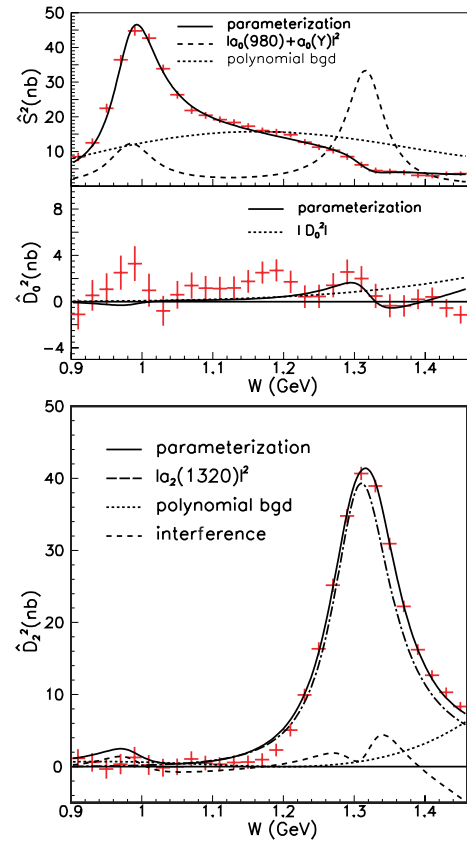 50
40
30
20
10
Ŝ²(nb)
parameterization
|a₀(980)+a₀(Y)|²
polynomial bgd
8
4
0
−4
D̂₀²(nb)
parameterization
| D₀²|
0.9 1 1.1 1.2 1.3 1.4
W (GeV)
50
40
30
20
10
0
D̂₂²(nb)
parameterization
|a₂(1320)|²
polynomial bgd
interference
0.9 1 1.1 1.2 1.3 1.4
W (GeV)